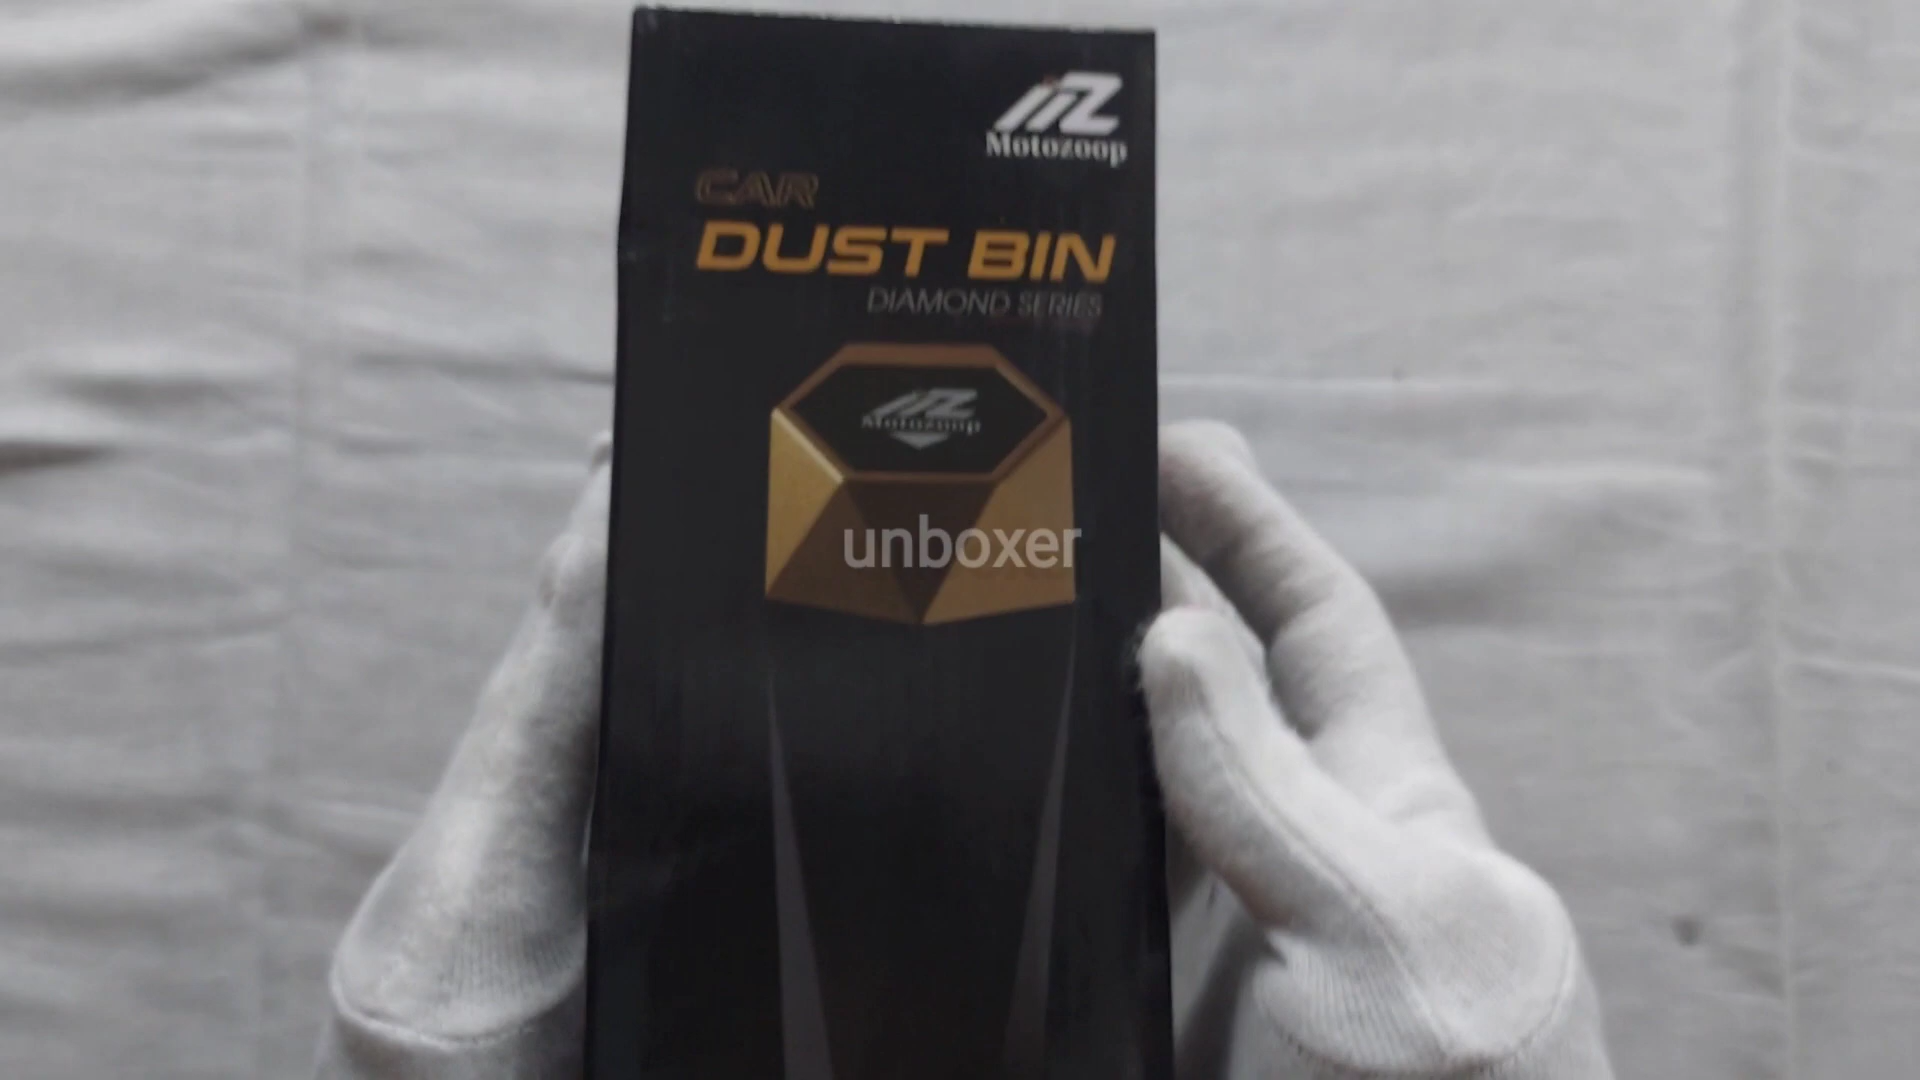 Motozoop
CAR
DUST BIN
DIAMOND SERIES
Motozoop
unboxer